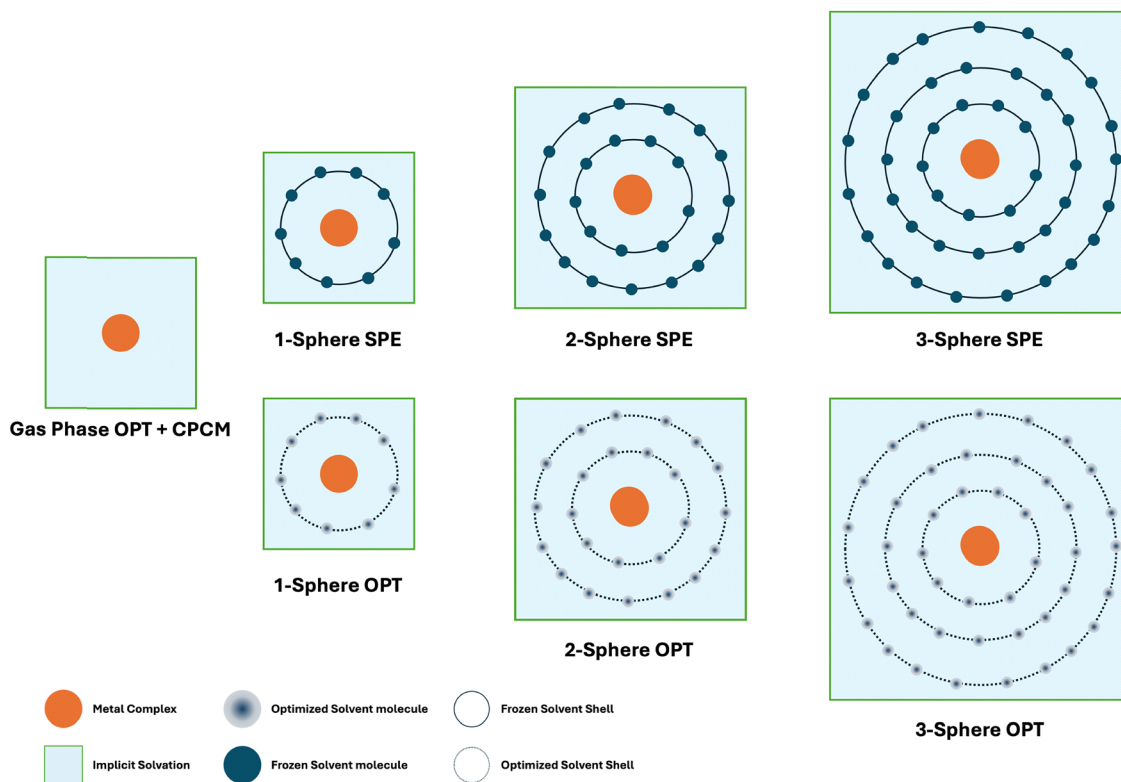 1-Sphere SPE
2-Sphere SPE
3-Sphere SPE
Gas Phase OPT + CPCM
1-Sphere OPT
2-Sphere OPT
3-Sphere OPT
Metal Complex
Optimized Solvent molecule
Frozen Solvent Shell
Implicit Solvation
Frozen Solvent molecule
Optimized Solvent Shell